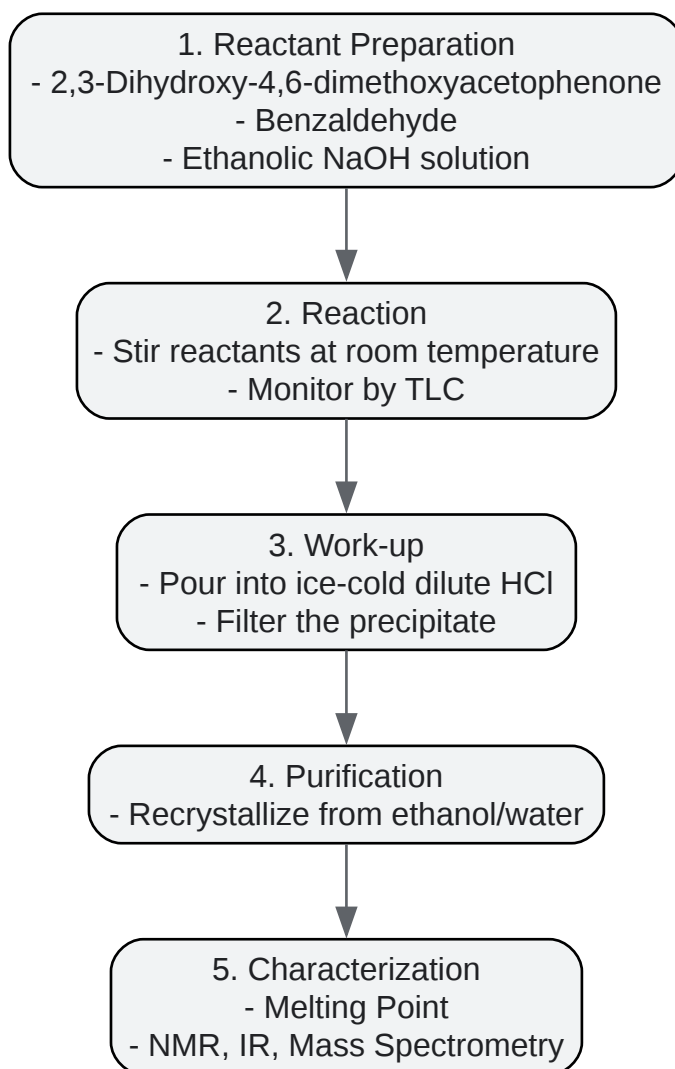 1. Reactant Preparation
- 2,3-Dihydroxy-4,6-dimethoxyacetophenone
- Benzaldehyde
- Ethanolic NaOH solution
2. Reaction
- Stir reactants at room temperature
- Monitor by TLC
3. Work-up
- Pour into ice-cold dilute HCl
- Filter the precipitate
4. Purification
- Recrystallize from ethanol/water
5. Characterization
- Melting Point
- NMR, IR, Mass Spectrometry